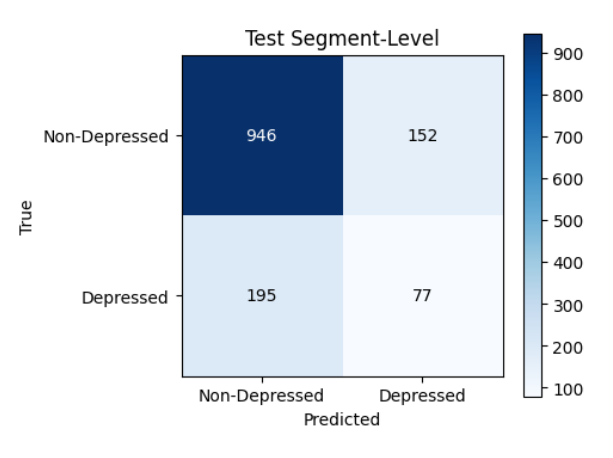 Test Segment-Level
Non-Depressed
946
152
Depressed
195
77
Non-Depressed
Depressed
Predicted
True
900
800
700
600
500
400
300
200
100